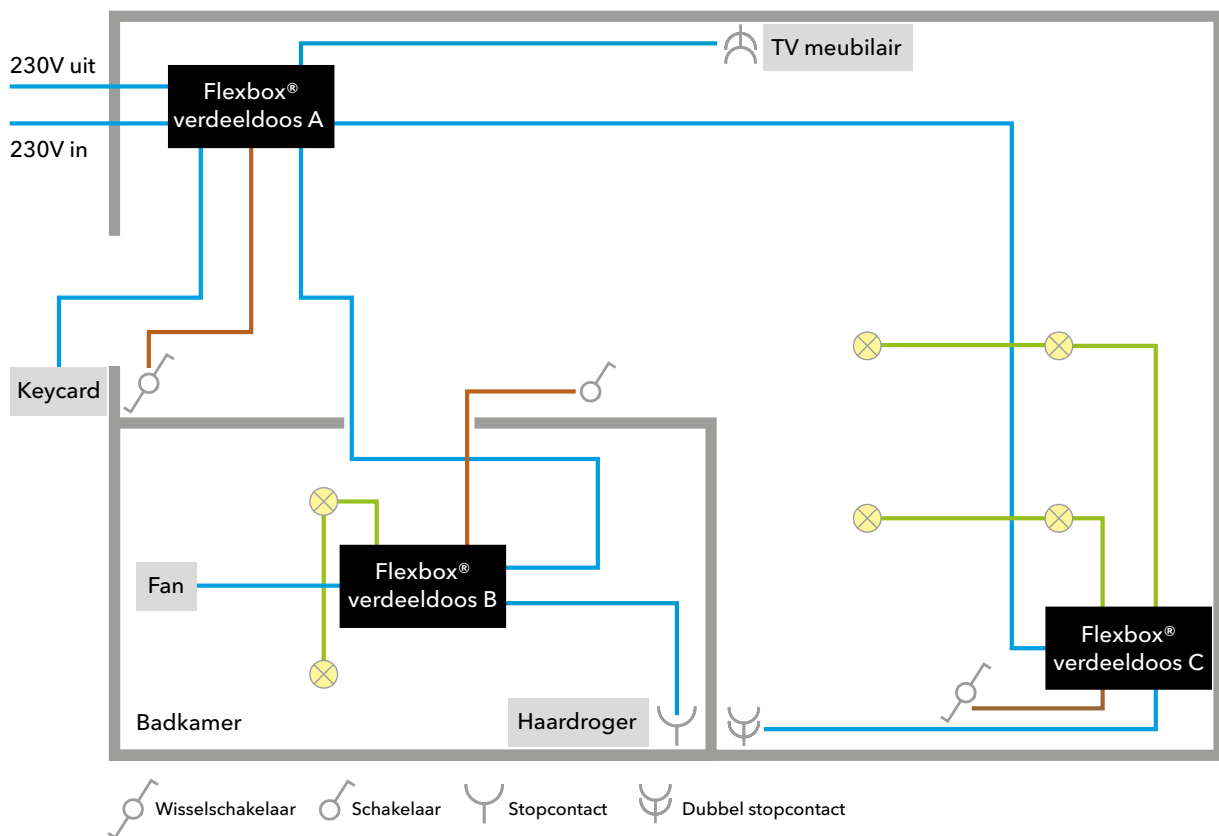 230V uit
TV meubilair
Flexbox®
verdeeldoos A
230V in
Keycard
Flexbox®
verdeeldoos B
Fan
Flexbox®
verdeeldoos C
Badkamer
Haardroger
Wisselschakelaar
Schakelaar
Stopcontact
Dubbel stopcontact